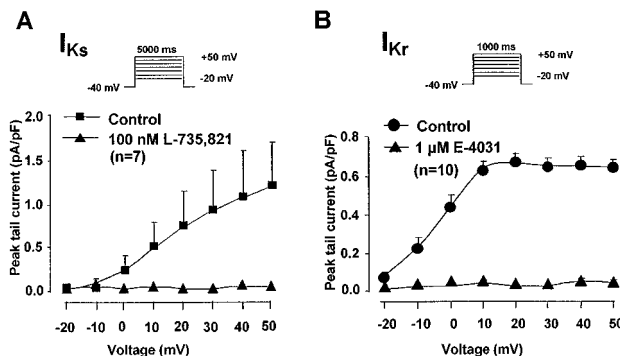 A
I_Ks
5000 ms
+50 mV
-20 mV
-40 mV
Control
100 nM L-735,821
(n=7)
Peak tail current (pA/pF)
2.0
1.5
1.0
0.5
0.0
-20 -10 0 10 20 30 40 50
Voltage (mV)
B
I_Kr
1000 ms
+50 mV
-20 mV
-40 mV
Control
1 µM E-4031
(n=10)
Peak tail current (pA/pF)
0.8
0.6
0.4
0.2
0.0
-20 -10 0 10 20 30 40 50
Voltage (mV)